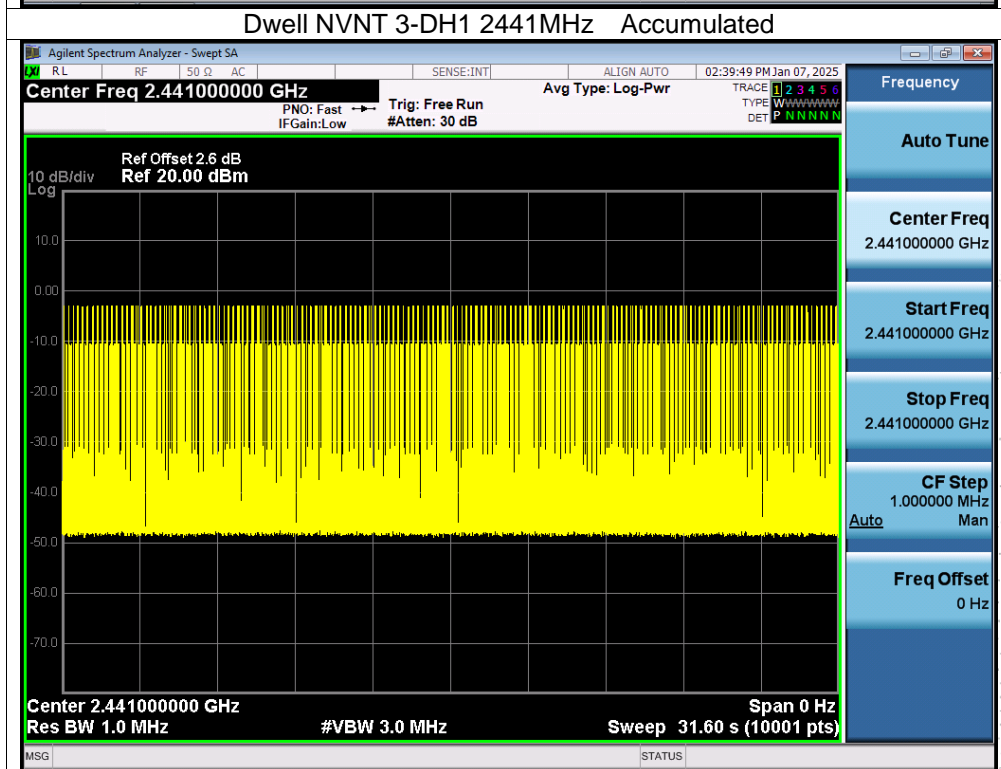 Dwell NVNT 3-DH1 2441MHz Accumulated
Agilent Spectrum Analyzer - Swept SA
LXI RL RF 50 Ω AC SENSE:INT ALIGN AUTO 02:39:49 PM Jan 07, 2025
Center Freq 2.441000000 GHz
PNO: Fast
IFGain:Low
Trig: Free Run
#Atten: 30 dB
Avg Type: Log-Pwr
TRACE 1 2 3 4 5 6
TYPE WWWWWWW
DET P N N N N N
Ref Offset 2.6 dB
10 dB/div Ref 20.00 dBm
Log
10.0
0.00
-10.0
-20.0
-30.0
-40.0
-50.0
-60.0
-70.0
Center 2.441000000 GHz Span 0 Hz
Res BW 1.0 MHz #VBW 3.0 MHz Sweep 31.60 s (10001 pts)
MSG STATUS
Frequency
Auto Tune
Center Freq
2.441000000 GHz
Start Freq
2.441000000 GHz
Stop Freq
2.441000000 GHz
CF Step
1.000000 MHz
Auto Man
Freq Offset
0 Hz